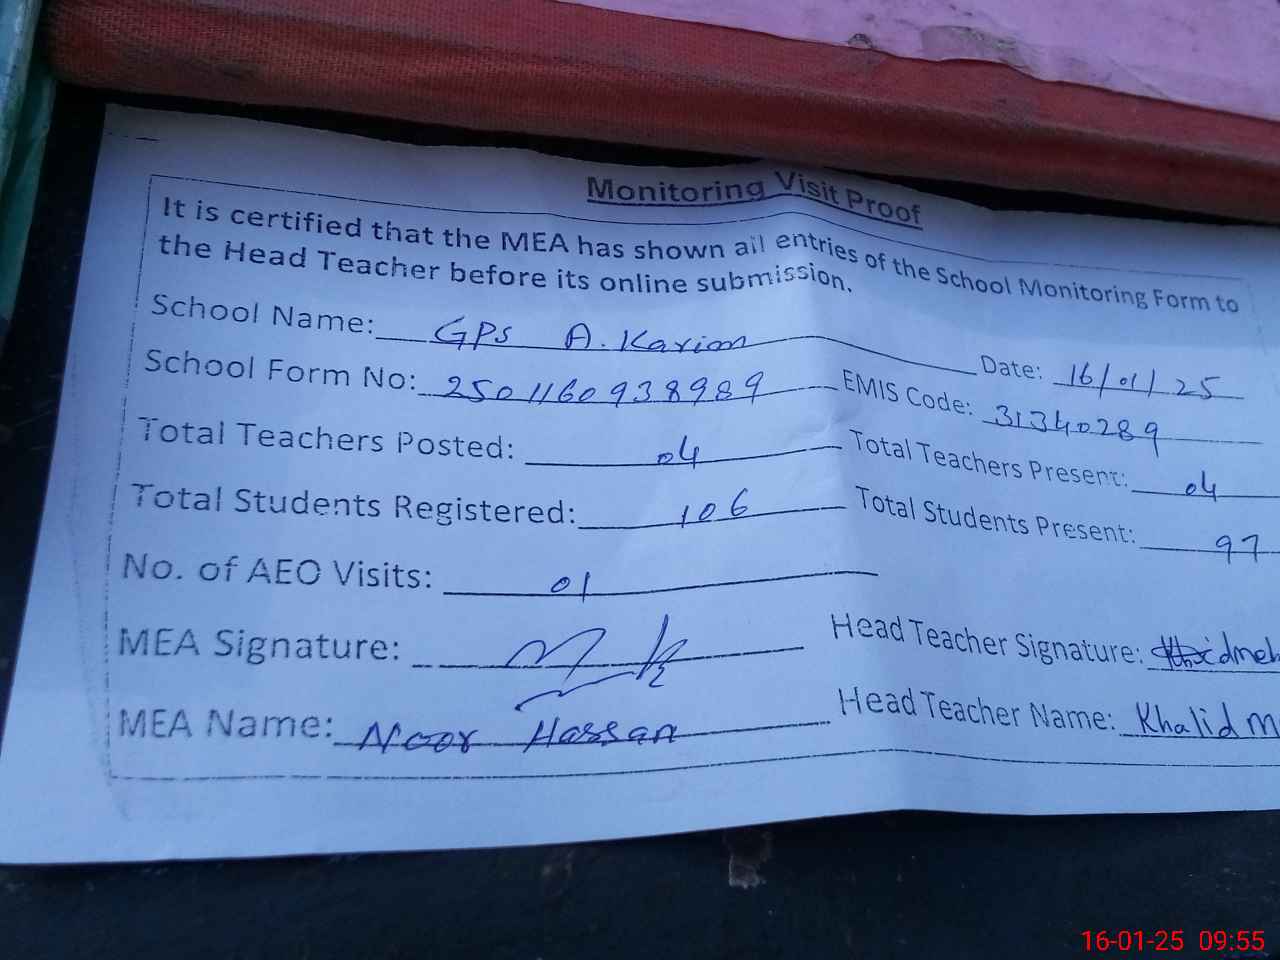 Monitoring Visit Proof
It is certified that the MEA has shown all entries of the School Monitoring Form to
the Head Teacher before its online submission.
School Name: GPS A. Karim Date: 16/01/25
School Form No: 2501160938989 EMIS Code: 31340289
Total Teachers Posted: 04 Total Teachers Present: 04
Total Students Registered: 106 Total Students Present: 97
No. of AEO Visits: 01
MEA Signature: Head Teacher Signature:
MEA Name: Noor Hassan Head Teacher Name: Khalid M
16-01-25 09:55